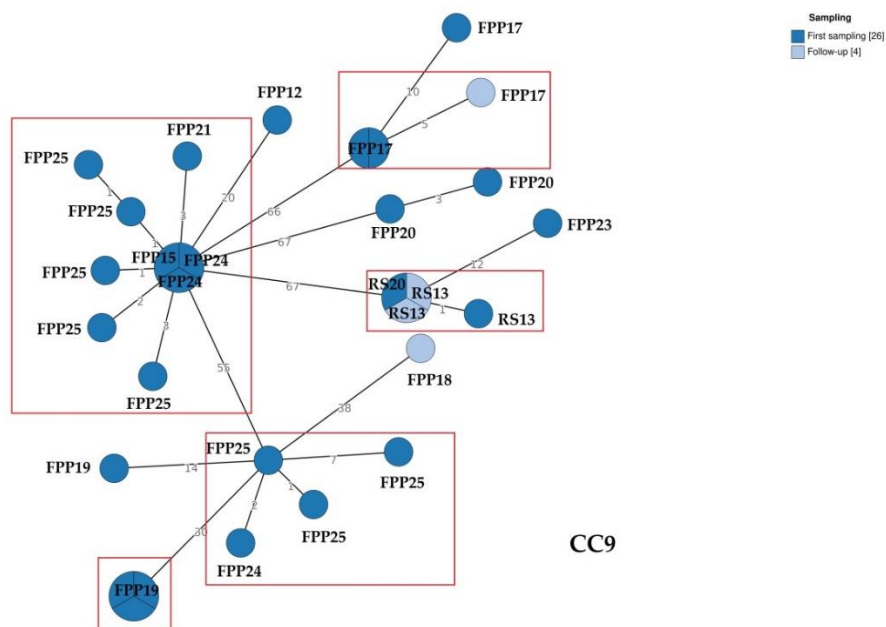 Sampling
First sampling [26]
Follow-up [4]
FPP17
10
FPP17
5
FPP17
FPP12
FPP21
FPP25
1
FPP25
3
20
66
FPP20
3
FPP20
67
FPP23
1
FPP15
FPP24
FPP24
FPP25
1
67
12
RS20
RS13
RS13
1
RS13
2
FPP25
3
FPP25
55
FPP18
38
FPP25
FPP19
14
7
FPP25
1
2
FPP25
30
FPP24
FPP19
CC9